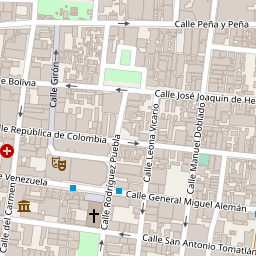 Calle Peña y Peña
Calle Girón
e Bolivia
Calle José Joaquín de He
Calle Leona Vicario
Calle Manuel Doblado
alle República de Colombia
Calle Rodríguez Puebla
e Venezuela
Calle General Miguel Alemán
Calle del Carmen
Calle San Antonio Tomatlán